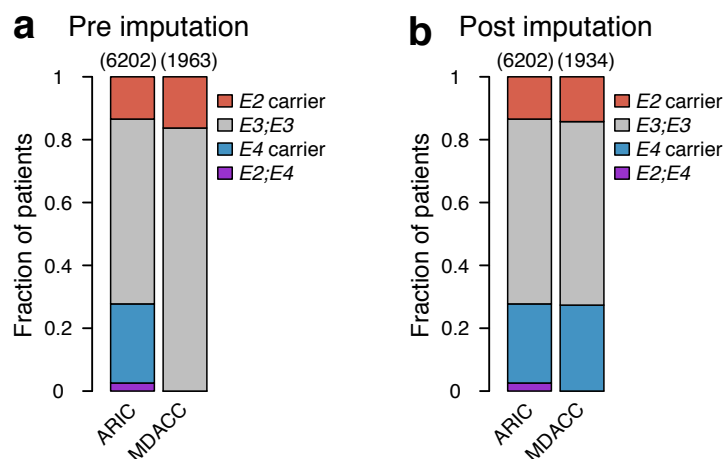 a Pre imputation
(6202) (1963)
Fraction of patients
1
0.8
0.6
0.4
0.2
0
ARIC
MDACC
E2 carrier
E3;E3
E4 carrier
E2;E4
b Post imputation
(6202) (1934)
Fraction of patients
1
0.8
0.6
0.4
0.2
0
ARIC
MDACC
E2 carrier
E3;E3
E4 carrier
E2;E4